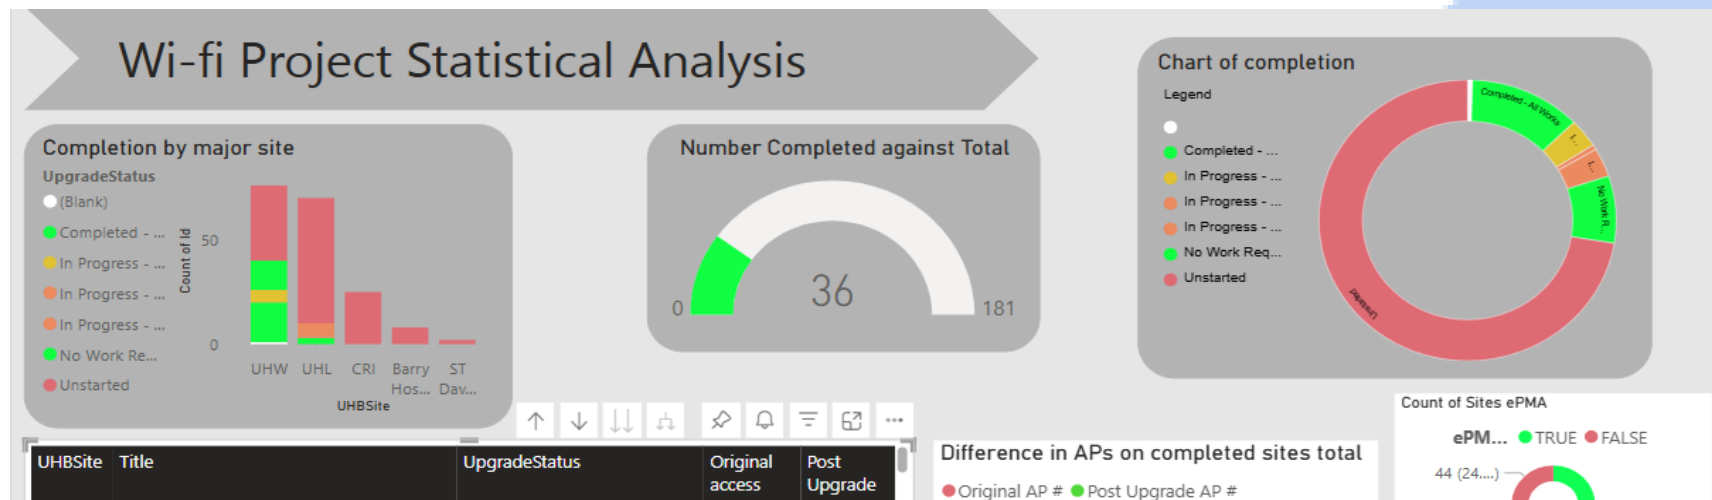 Wi-fi Project Statistical Analysis
Completion by major site
UpgradeStatus
(Blank)
Completed - ...
In Progress - ...
In Progress - ...
In Progress - ...
No Work Re...
Unstarted
Count of Id
50
0
UHW UHL CRI Barry Hos... ST Dav...
UHBSite
Number Completed against Total
0
36
181
Chart of completion
Legend
Completed - ...
In Progress - ...
In Progress - ...
In Progress - ...
No Work Req...
Unstarted
Completed - All Works
I...
I...
No Work R...
Unstarted
UHBSite Title UpgradeStatus Original access Post Upgrade
Difference in APs on completed sites total
Original AP # Post Upgrade AP #
Count of Sites ePMA
ePM... TRUE FALSE
44 (24....)